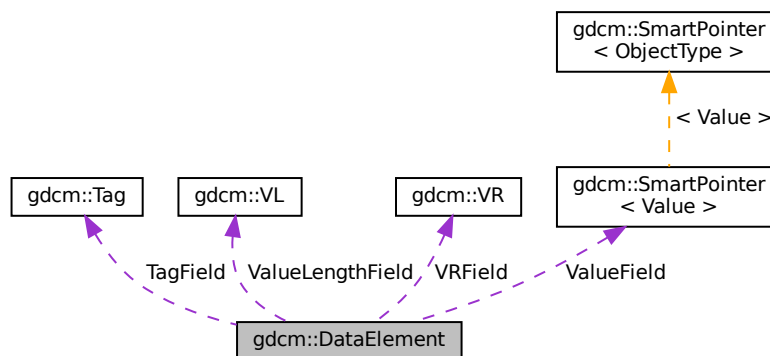 gdcm::SmartPointer
< ObjectType >
< Value >
gdcm::Tag
gdcm::VL
gdcm::VR
gdcm::SmartPointer
< Value >
TagField
ValueLengthField
VRField
ValueField
gdcm::DataElement